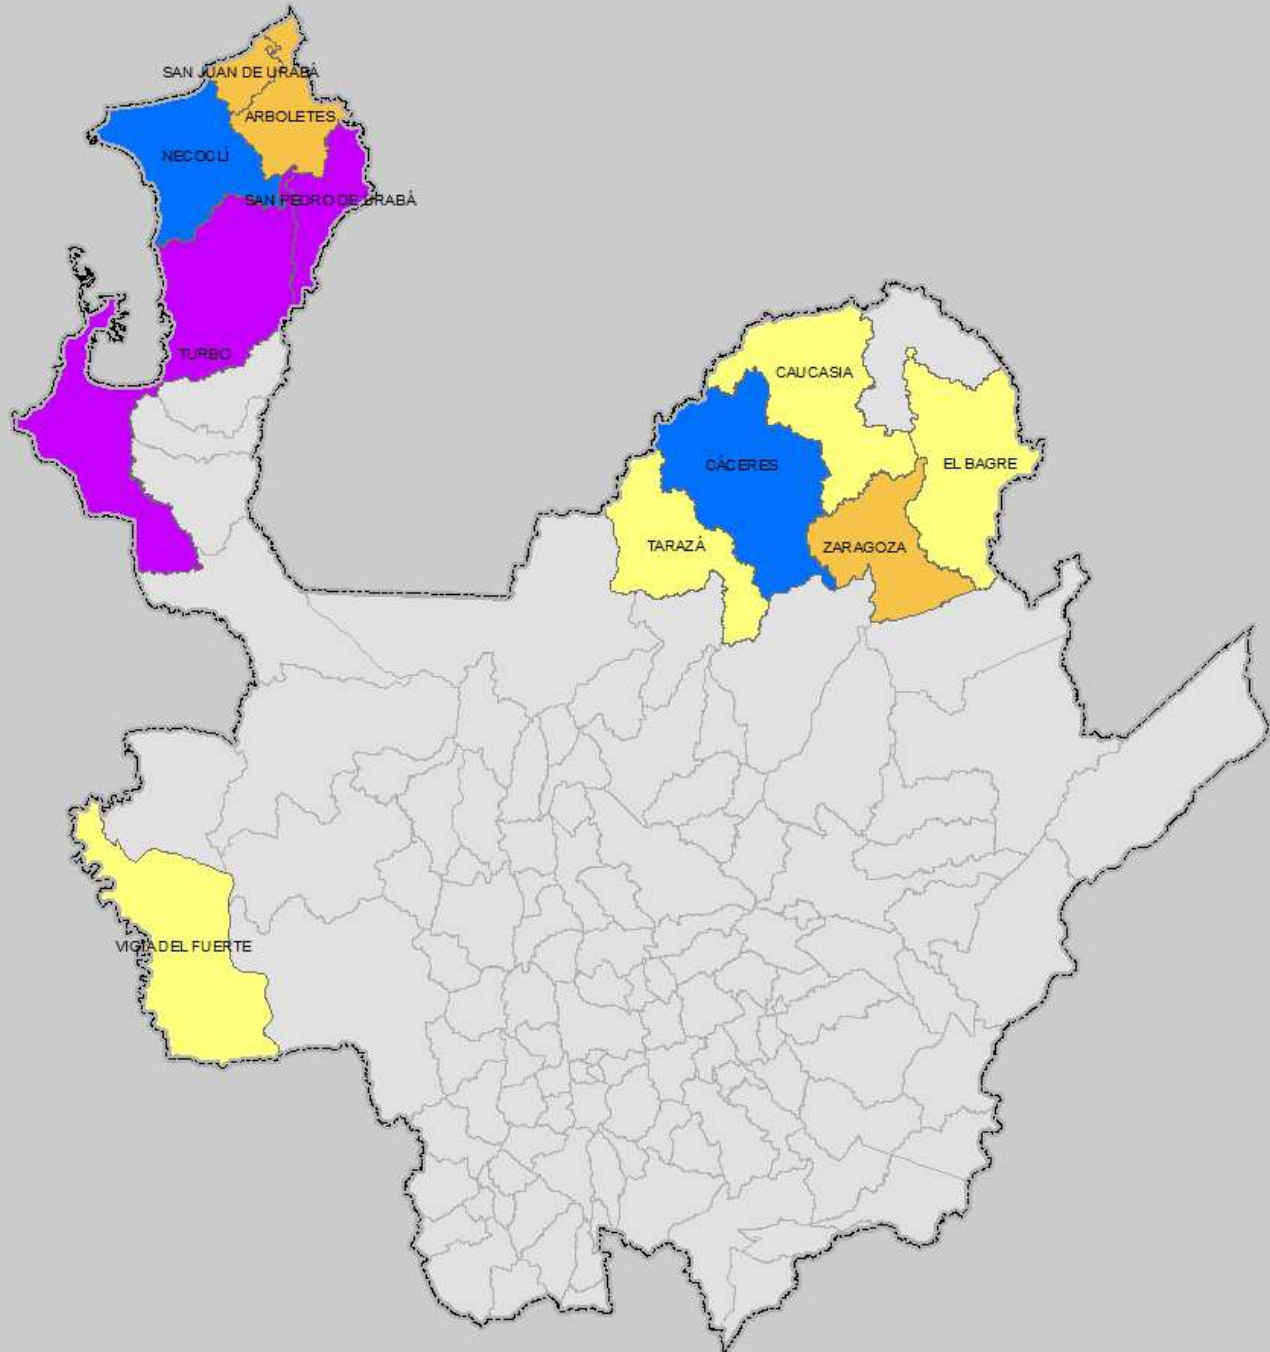 SAN JUAN DE URABÁ
ARBOLETES
NECOCLÍ
SAN PEDRO DE URABÁ
TURBO
CAUCASIA
CÁCERES
EL BAGRE
TARAZÁ
ZARAGOZA
VIGÍA DEL FUERTE